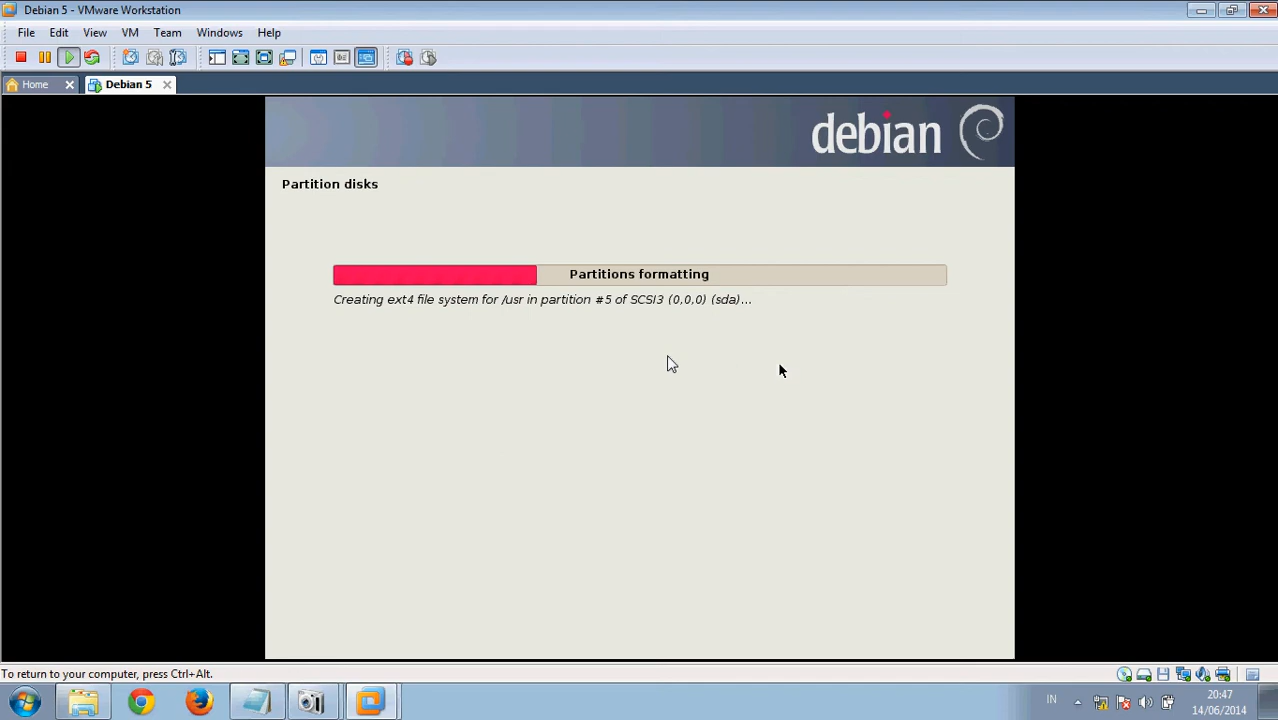 Debian 5 - VMware Workstation
File Edit View VM Team Windows Help
Home Debian 5
debian
Partition disks
Partitions formatting
Creating ext4 file system for /usr in partition #5 of SCSI3 (0,0,0) (sda)...
To return to your computer, press Ctrl+Alt.
IN
20:47
14/06/2014